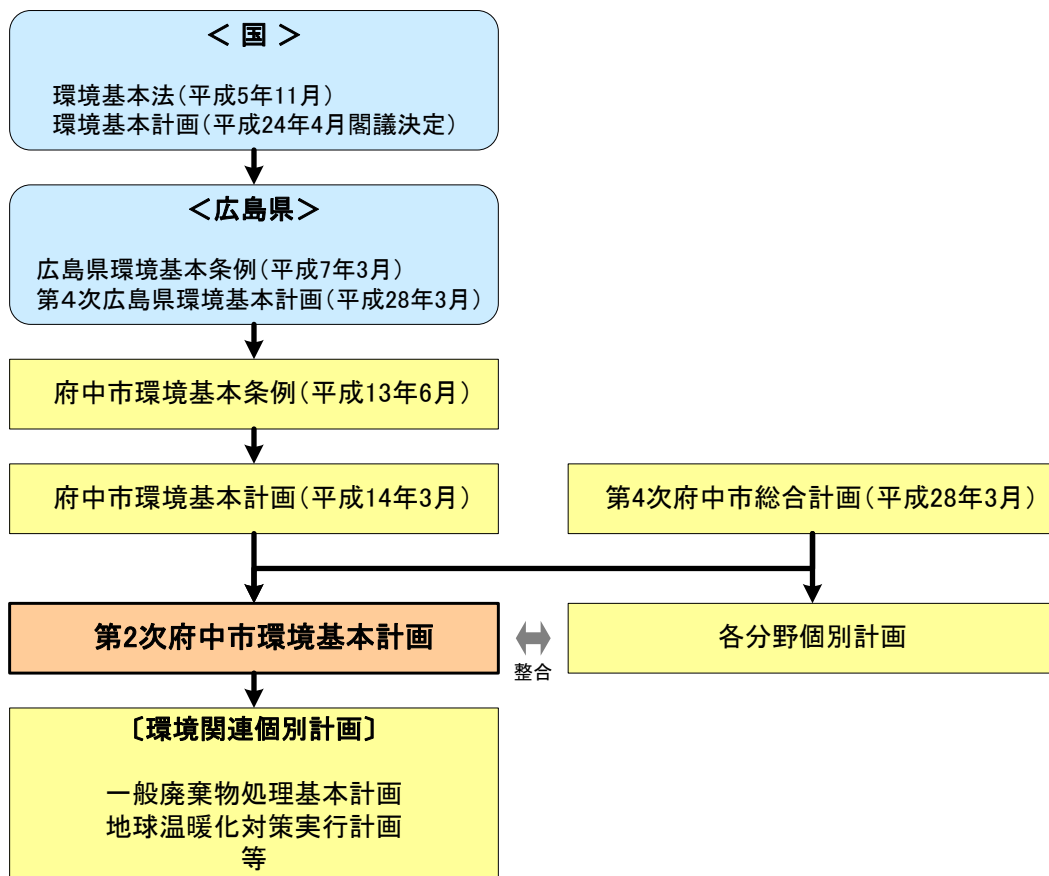 ＜ 国 ＞
環境基本法（平成5年11月）
環境基本計画（平成24年4月閣議決定）
＜広島県＞
広島県環境基本条例（平成7年3月）
第4次広島県環境基本計画（平成28年3月）
府中市環境基本条例（平成13年6月）
府中市環境基本計画（平成14年3月）
第4次府中市総合計画（平成28年3月）
第2次府中市環境基本計画
整合
各分野個別計画
〔環境関連個別計画〕
一般廃棄物処理基本計画
地球温暖化対策実行計画
等